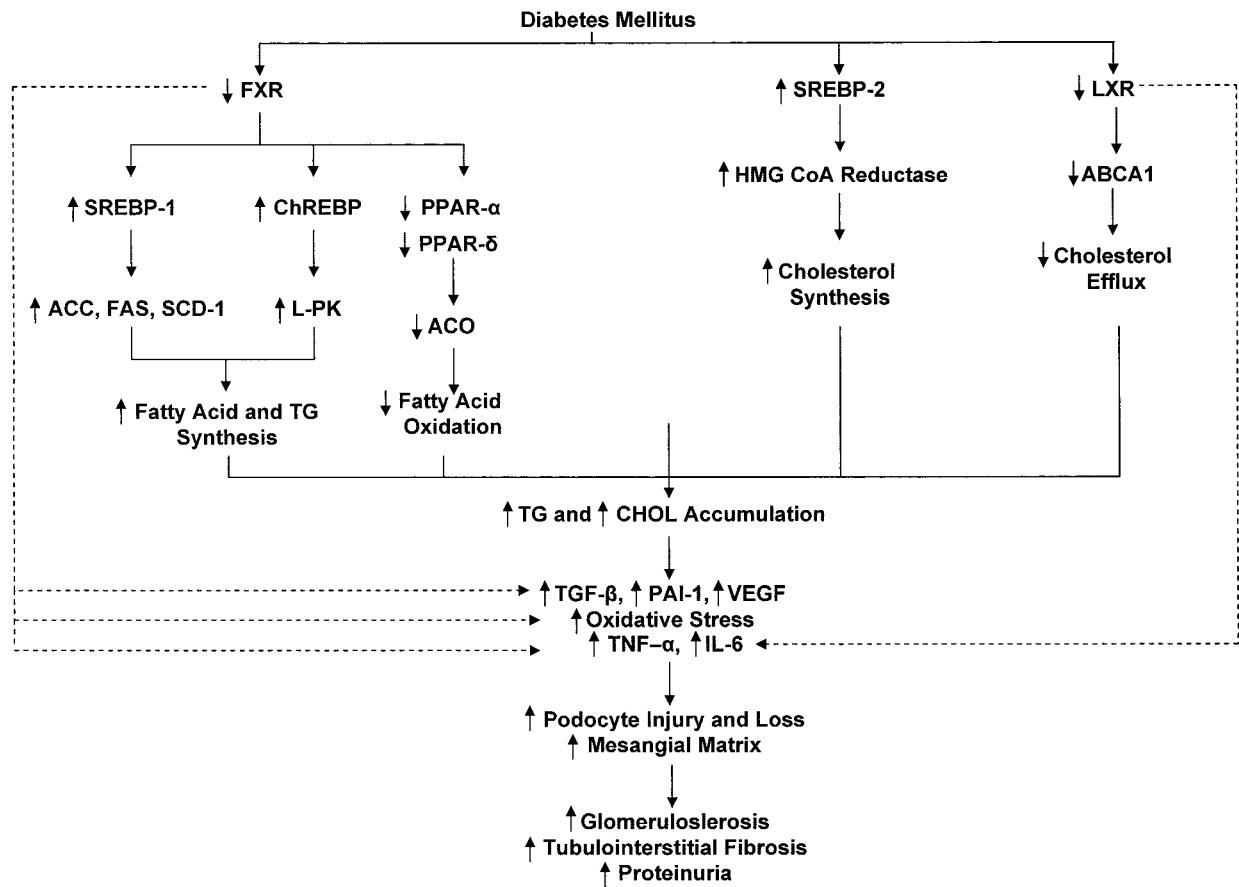 Diabetes Mellitus
↓ FXR
↑ SREBP-2
↓ LXR
↑ SREBP-1
↑ ChREBP
↓ PPAR-α
↓ PPAR-δ
↑ HMG CoA Reductase
↓ ABCA1
↑ ACC, FAS, SCD-1
↑ L-PK
↓ ACO
↑ Cholesterol
Synthesis
↓ Cholesterol
Efflux
↑ Fatty Acid and TG
Synthesis
↓ Fatty Acid
Oxidation
↑ TG and ↑ CHOL Accumulation
↑ TGF-β, ↑ PAI-1, ↑ VEGF
↑ Oxidative Stress
↑ TNF–α, ↑ IL-6
↑ Podocyte Injury and Loss
↑ Mesangial Matrix
↑ Glomeruloslerosis
↑ Tubulointerstitial Fibrosis
↑ Proteinuria